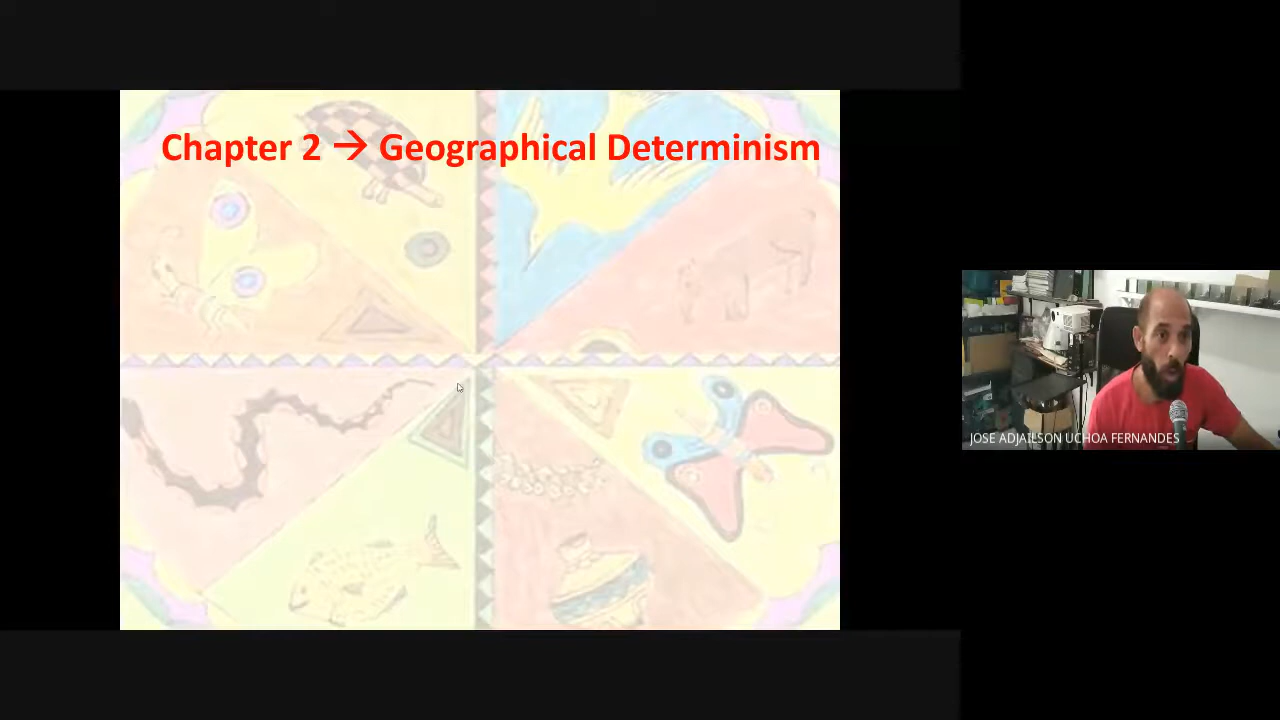 Chapter 2 → Geographical Determinism
JOSE ADJAILSON UCHOA FERNANDES